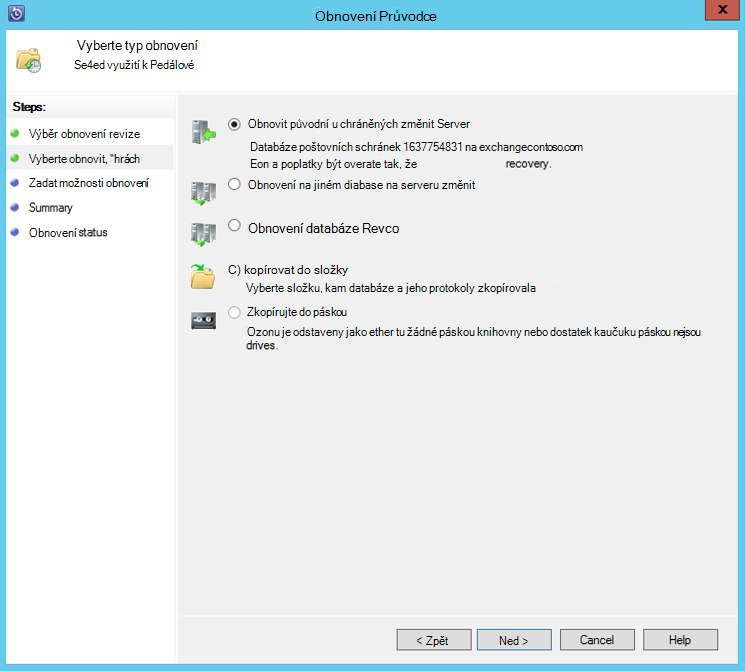 Obnovení Průvodce
x
Vyberte typ obnovení
Se4ed využití k Pedálové
Steps:
Výběr obnovení revize
Vyberte obnovit, "hrách
Zadat možnosti obnovení
Summary
Obnovení status
Obnovit původní u chráněných změnit Server
Databáze poštovních schránek 1637754831 na exchangecontoso.com
Eon a poplatky být overate tak, že recovery.
Obnovení na jiném diabase na serveru změnit
Obnovení databáze Revco
C) kopírovat do složky
Vyberte složku, kam databáze a jeho protokoly zkopírovala
Zkopírujte do páskou
Ozonu je odstaveny jako ether tu žádné páskou knihovny nebo dostatek kaučuku páskou nejsou
drives.
< Zpět
Ned >
Cancel
Help